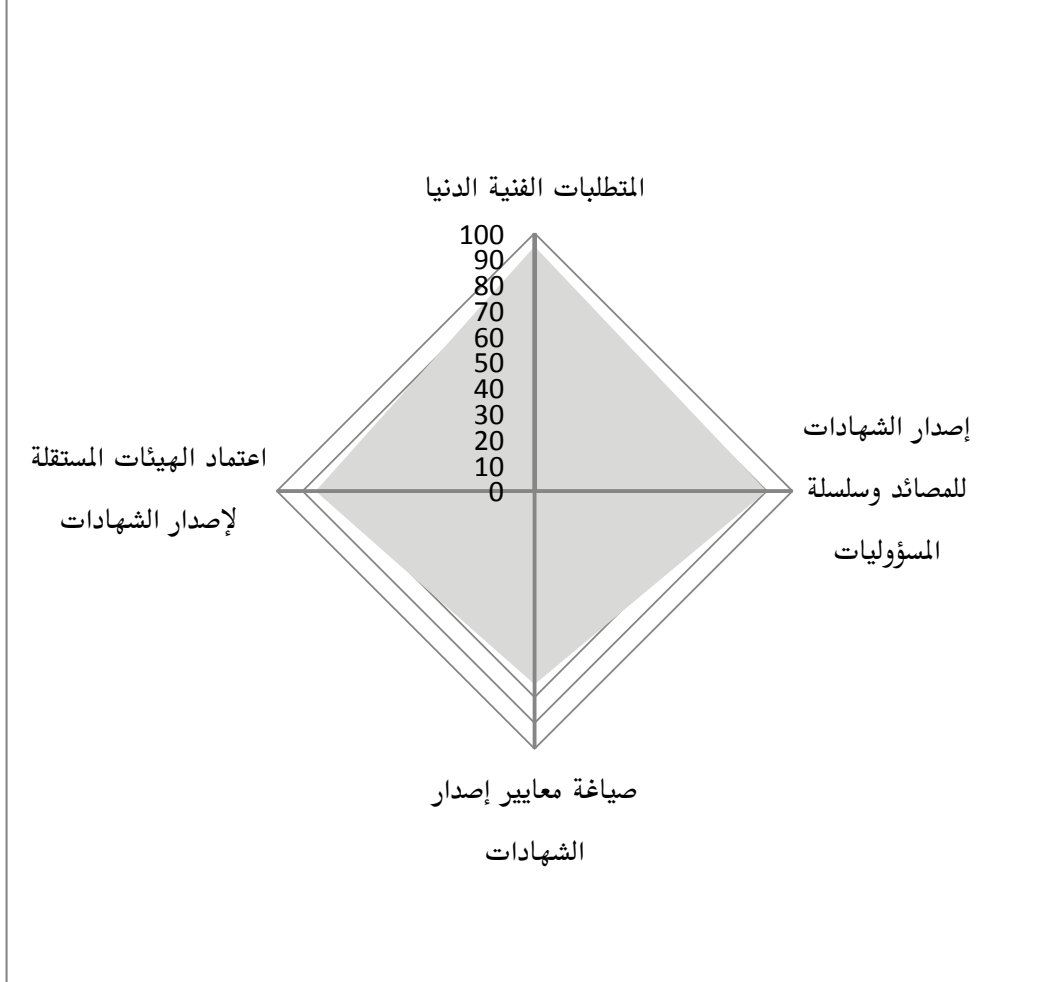 المتطلبات الفنية الدنيا
100
90
80
70
60
50
40
30
20
10
0
إصدار الشهادات
للمصائد وسلسلة
المسؤوليات
صياغة معايير إصدار
الشهادات
اعتماد الهيئات المستقلة
لإصدار الشهادات